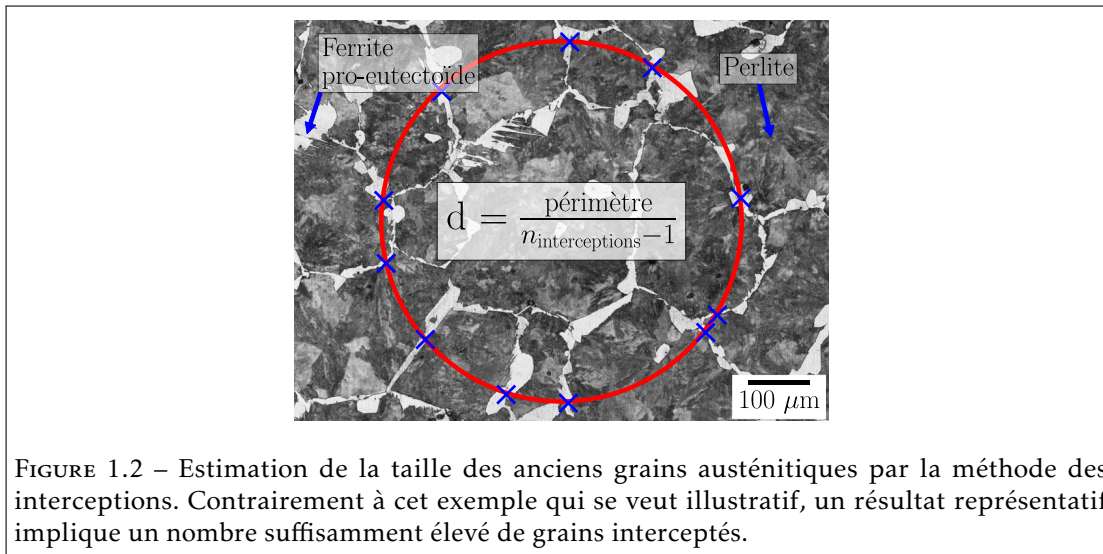 Ferrite
pro-eutectoïde
Perlite
d = périmètre / n_interceptions − 1
100 μm
FIGURE 1.2 – Estimation de la taille des anciens grains austénitiques par la méthode des
interceptions. Contrairement à cet exemple qui se veut illustratif, un résultat représentatif
implique un nombre suffisamment élevé de grains interceptés.